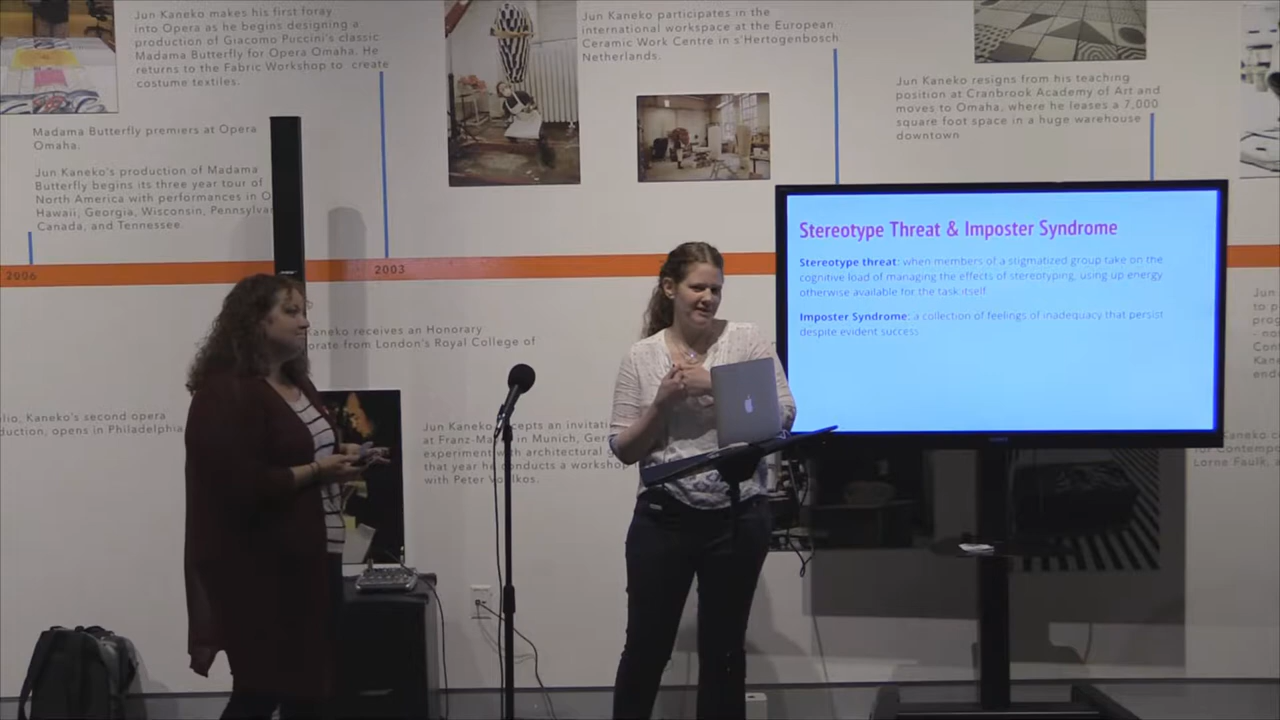 Jun Kaneko makes his first foray
into Opera as he begins designing a
production of Giacomo Puccini's classic
Madama Butterfly for Opera Omaha. He
returns to the Fabric Workshop to create
costume textiles.
Madama Butterfly premiers at Opera
Omaha.
Jun Kaneko's production of Madama
Butterfly begins its three year tour of
North America with performances in
Hawaii, Georgia, Wisconsin,
Canada, and Tennessee.
2006
2003
Jun Kaneko participates in the
international workspace at the European
Ceramic Work Centre in s'Hertogenbosch
Netherlands.
Jun Kaneko resigns from his teaching
position at Cranbrook Academy of Art and
moves to Omaha, where he leases a 7,000
square foot space in a huge warehouse
downtown
Kaneko receives an Honorary
from London's Royal College of
Kaneko's second opera
opens in Philadelphia
Jun Kaneko
at in Munich,
experiment with architectural
that year he conducts a workshop
with Peter
Stereotype Threat & Imposter Syndrome
Stereotype threat: when members of a stigmatized group take on the
cognitive load of managing the effects of stereotyping, using up energy
otherwise available for the task itself.
Imposter Syndrome: a collection of feelings of inadequacy that persist
despite evident success.
Jun
to
Kaneko
Lorne Faulk,